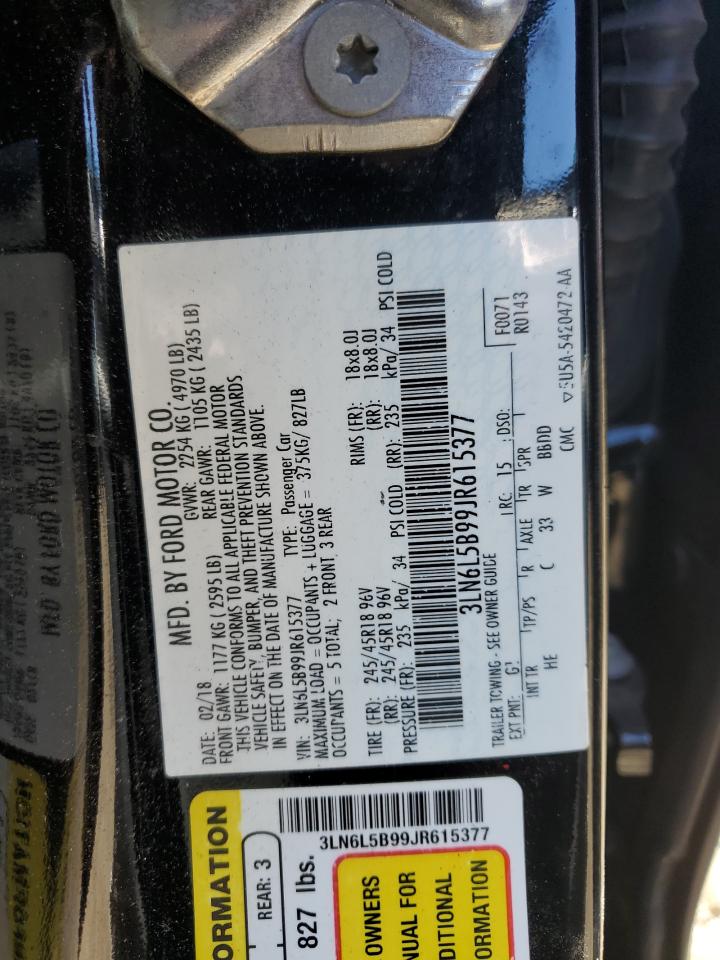 MFD. BY FORD MOTOR CO.
DATE: 02/18 GVWR: 2254 KG ( 4970 LB)
FRONT GAWR: 1177 KG ( 2595 LB) REAR GAWR: 1105 KG ( 2435 LB)
THIS VEHICLE CONFORMS TO ALL APPLICABLE FEDERAL MOTOR
VEHICLE SAFETY, BUMPER, AND THEFT PREVENTION STANDARDS
IN EFFECT ON THE DATE OF MANUFACTURE SHOWN ABOVE.
VIN: 3LN6L5B99JR615377 TYPE: Passenger Car
MAXIMUM LOAD = OCCUPANTS + LUGGAGE = 375KG/ 827LB
OCCUPANTS = 5 TOTAL; 2 FRONT 3 REAR
TIRE (FR): 245/45R18 96V RIMS (FR): 18x8.0J
(RR): 245/45R18 96V (RR): 18x8.0J
PRESSURE (FR): 235 kPa/ 34 PSI COLD (RR): 235 kPa/ 34 PSI COLD
3LN6L5B99JR615377
TRAILER TOWING - SEE OWNER GUIDE
F0071
R0143
EXT PNT: G1 RC: 15 DSO:
INT TR TP/PS R AXLE TR SPR
HE C 33 W BBDD
CMC
5U5A-5420472-AA
ORMATION
REAR: 3
827 lbs.
3LN6L5B99JR615377
OWNERS
NUAL FOR
DITIONAL
ORMATION